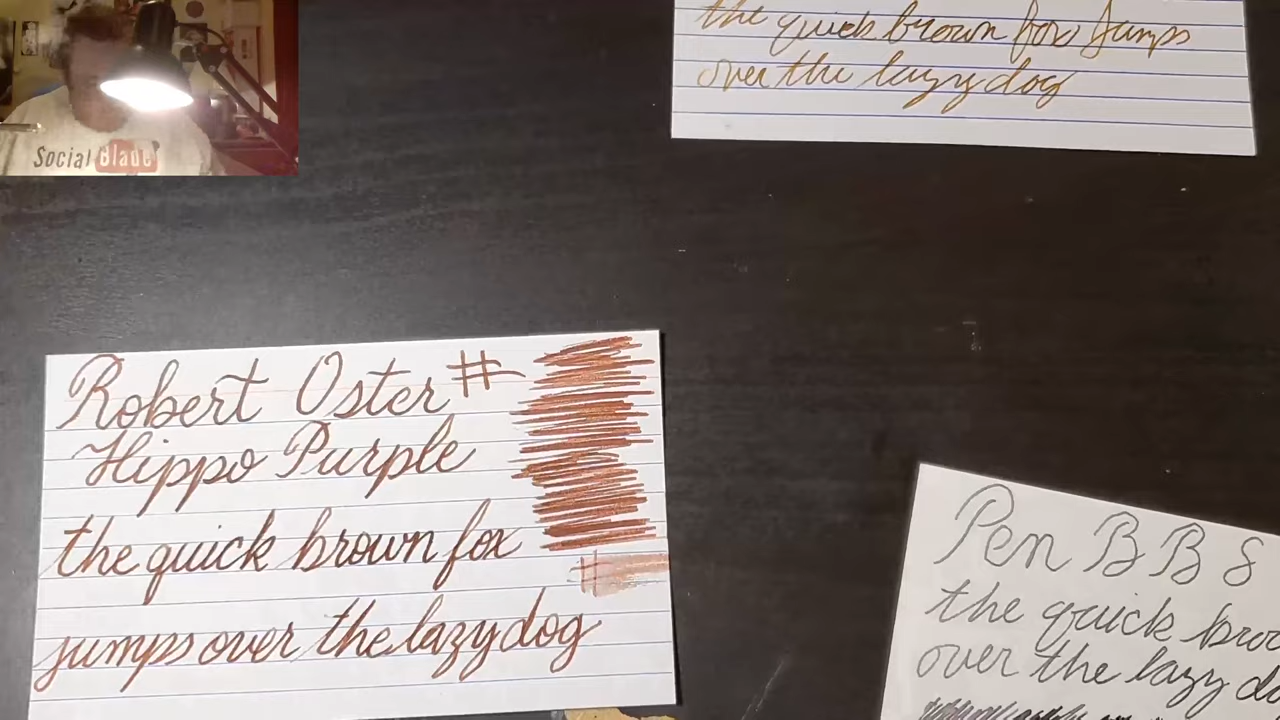 the quick brown fox Jumps
over the lazy dog
Social Blade
Robert Oster #
Hippo Purple
the quick brown fox
jumps over the lazy dog
#
Pen B B S
the quick bro
over the lazy do